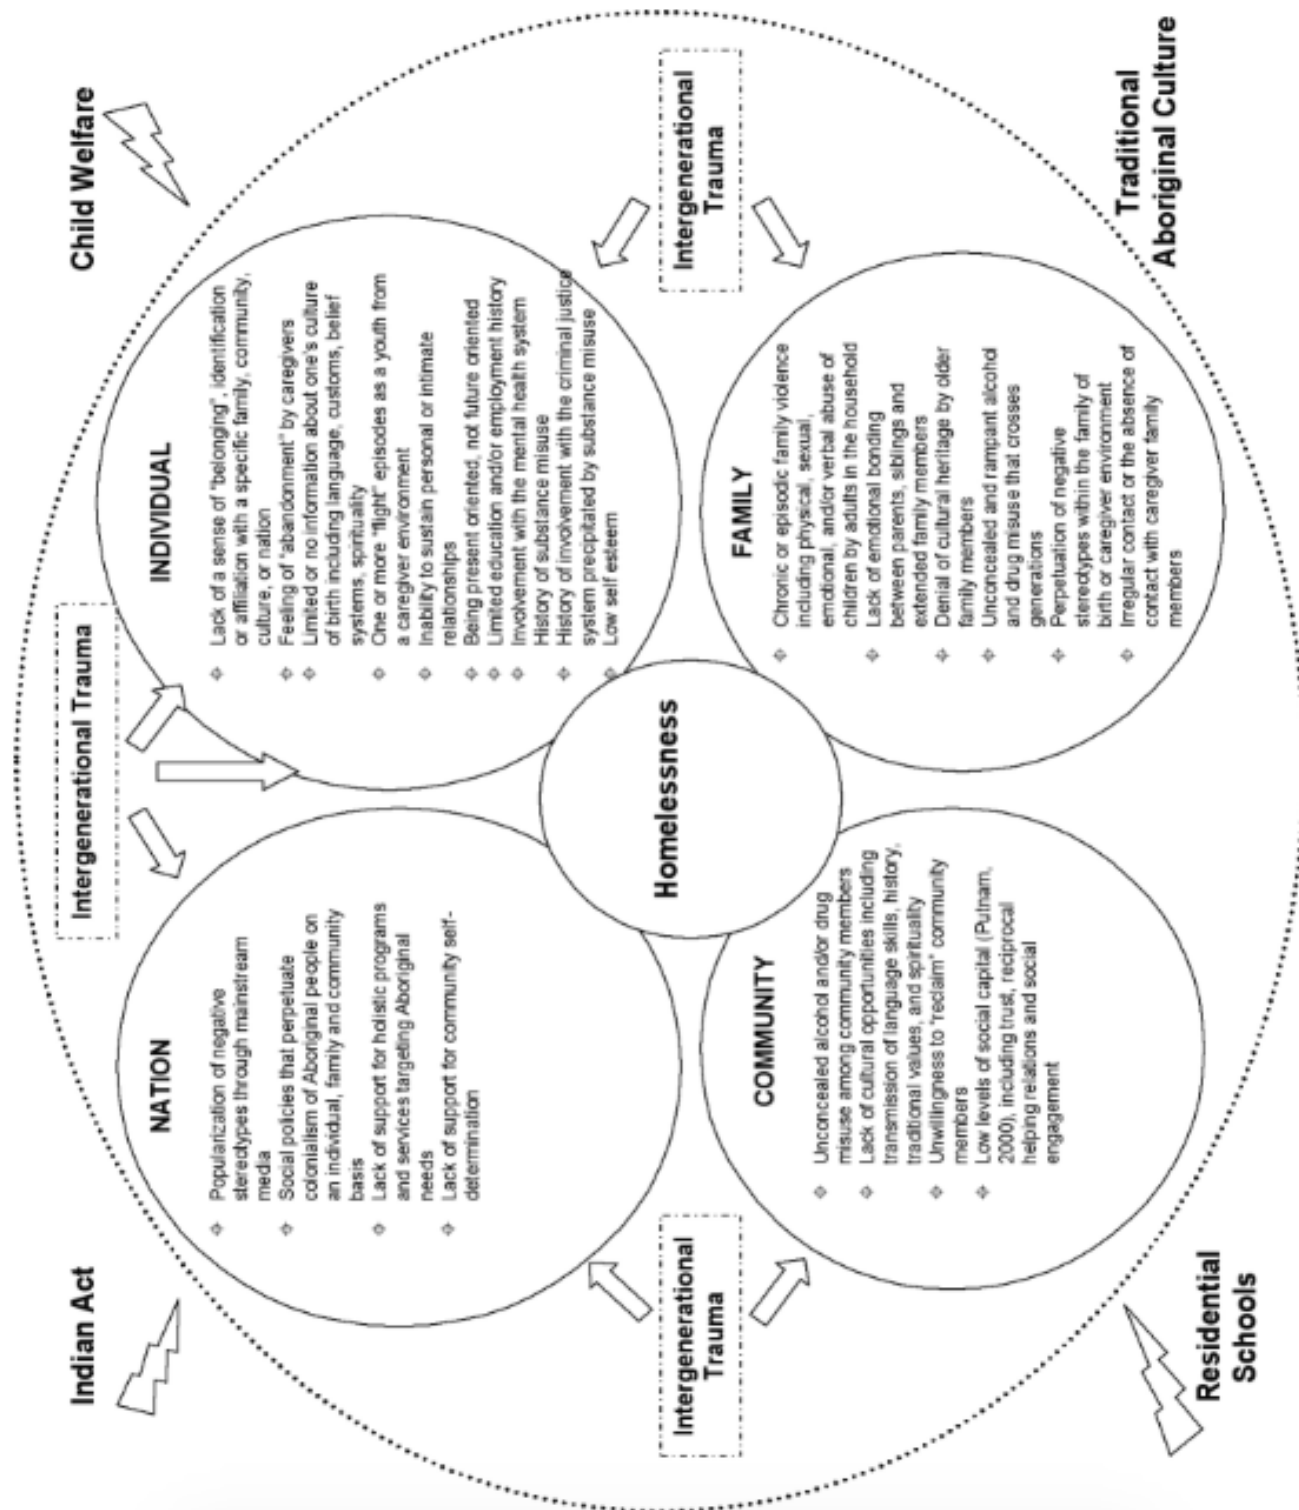 Indian Act
Child Welfare
Intergenerational Trauma
NATION
Popularization of negative
stereotypes through mainstream
media
Social policies that perpetuate
colonialism of Aboriginal people on
an individual, family and community
basis
Lack of support for holistic programs
and services targeting Aboriginal
needs
Lack of support for community self-
determination
INDIVIDUAL
Lack of a sense of "belonging", identification
or affiliation with a specific family, community,
culture, or nation
Feeling of "abandonment" by caregivers
Limited or no information about one's culture
of birth including language, customs, belief
systems, spirituality
One or more "flight" episodes as a youth from
a caregiver environment
Inability to sustain personal or intimate
relationships
Being present oriented, not future oriented
Limited education and/or employment history
Involvement with the mental health system
History of substance misuse
History of involvement with the criminal justice
system precipitated by substance misuse
Low self esteem
Homelessness
Intergenerational
Trauma
Intergenerational
Trauma
COMMUNITY
Unconcealed alcohol and/or drug
misuse among community members
Lack of cultural opportunities including
transmission of language skills, history,
traditional values, and spirituality
Unwillingness to "reclaim" community
members
Low levels of social capital (Putnam,
2000), including trust, reciprocal
helping relations and social
engagement
FAMILY
Chronic or episodic family violence
including physical, sexual,
emotional, and/or verbal abuse of
children by adults in the household
Lack of emotional bonding
between parents, siblings and
extended family members
Denial of cultural heritage by older
family members
Unconcealed and rampant alcohol
and drug misuse that crosses
generations
Perpetuation of negative
stereotypes within the family of
birth or caregiver environment
Irregular contact or the absence of
contact with caregiver family
members
Residential
Schools
Traditional
Aboriginal Culture